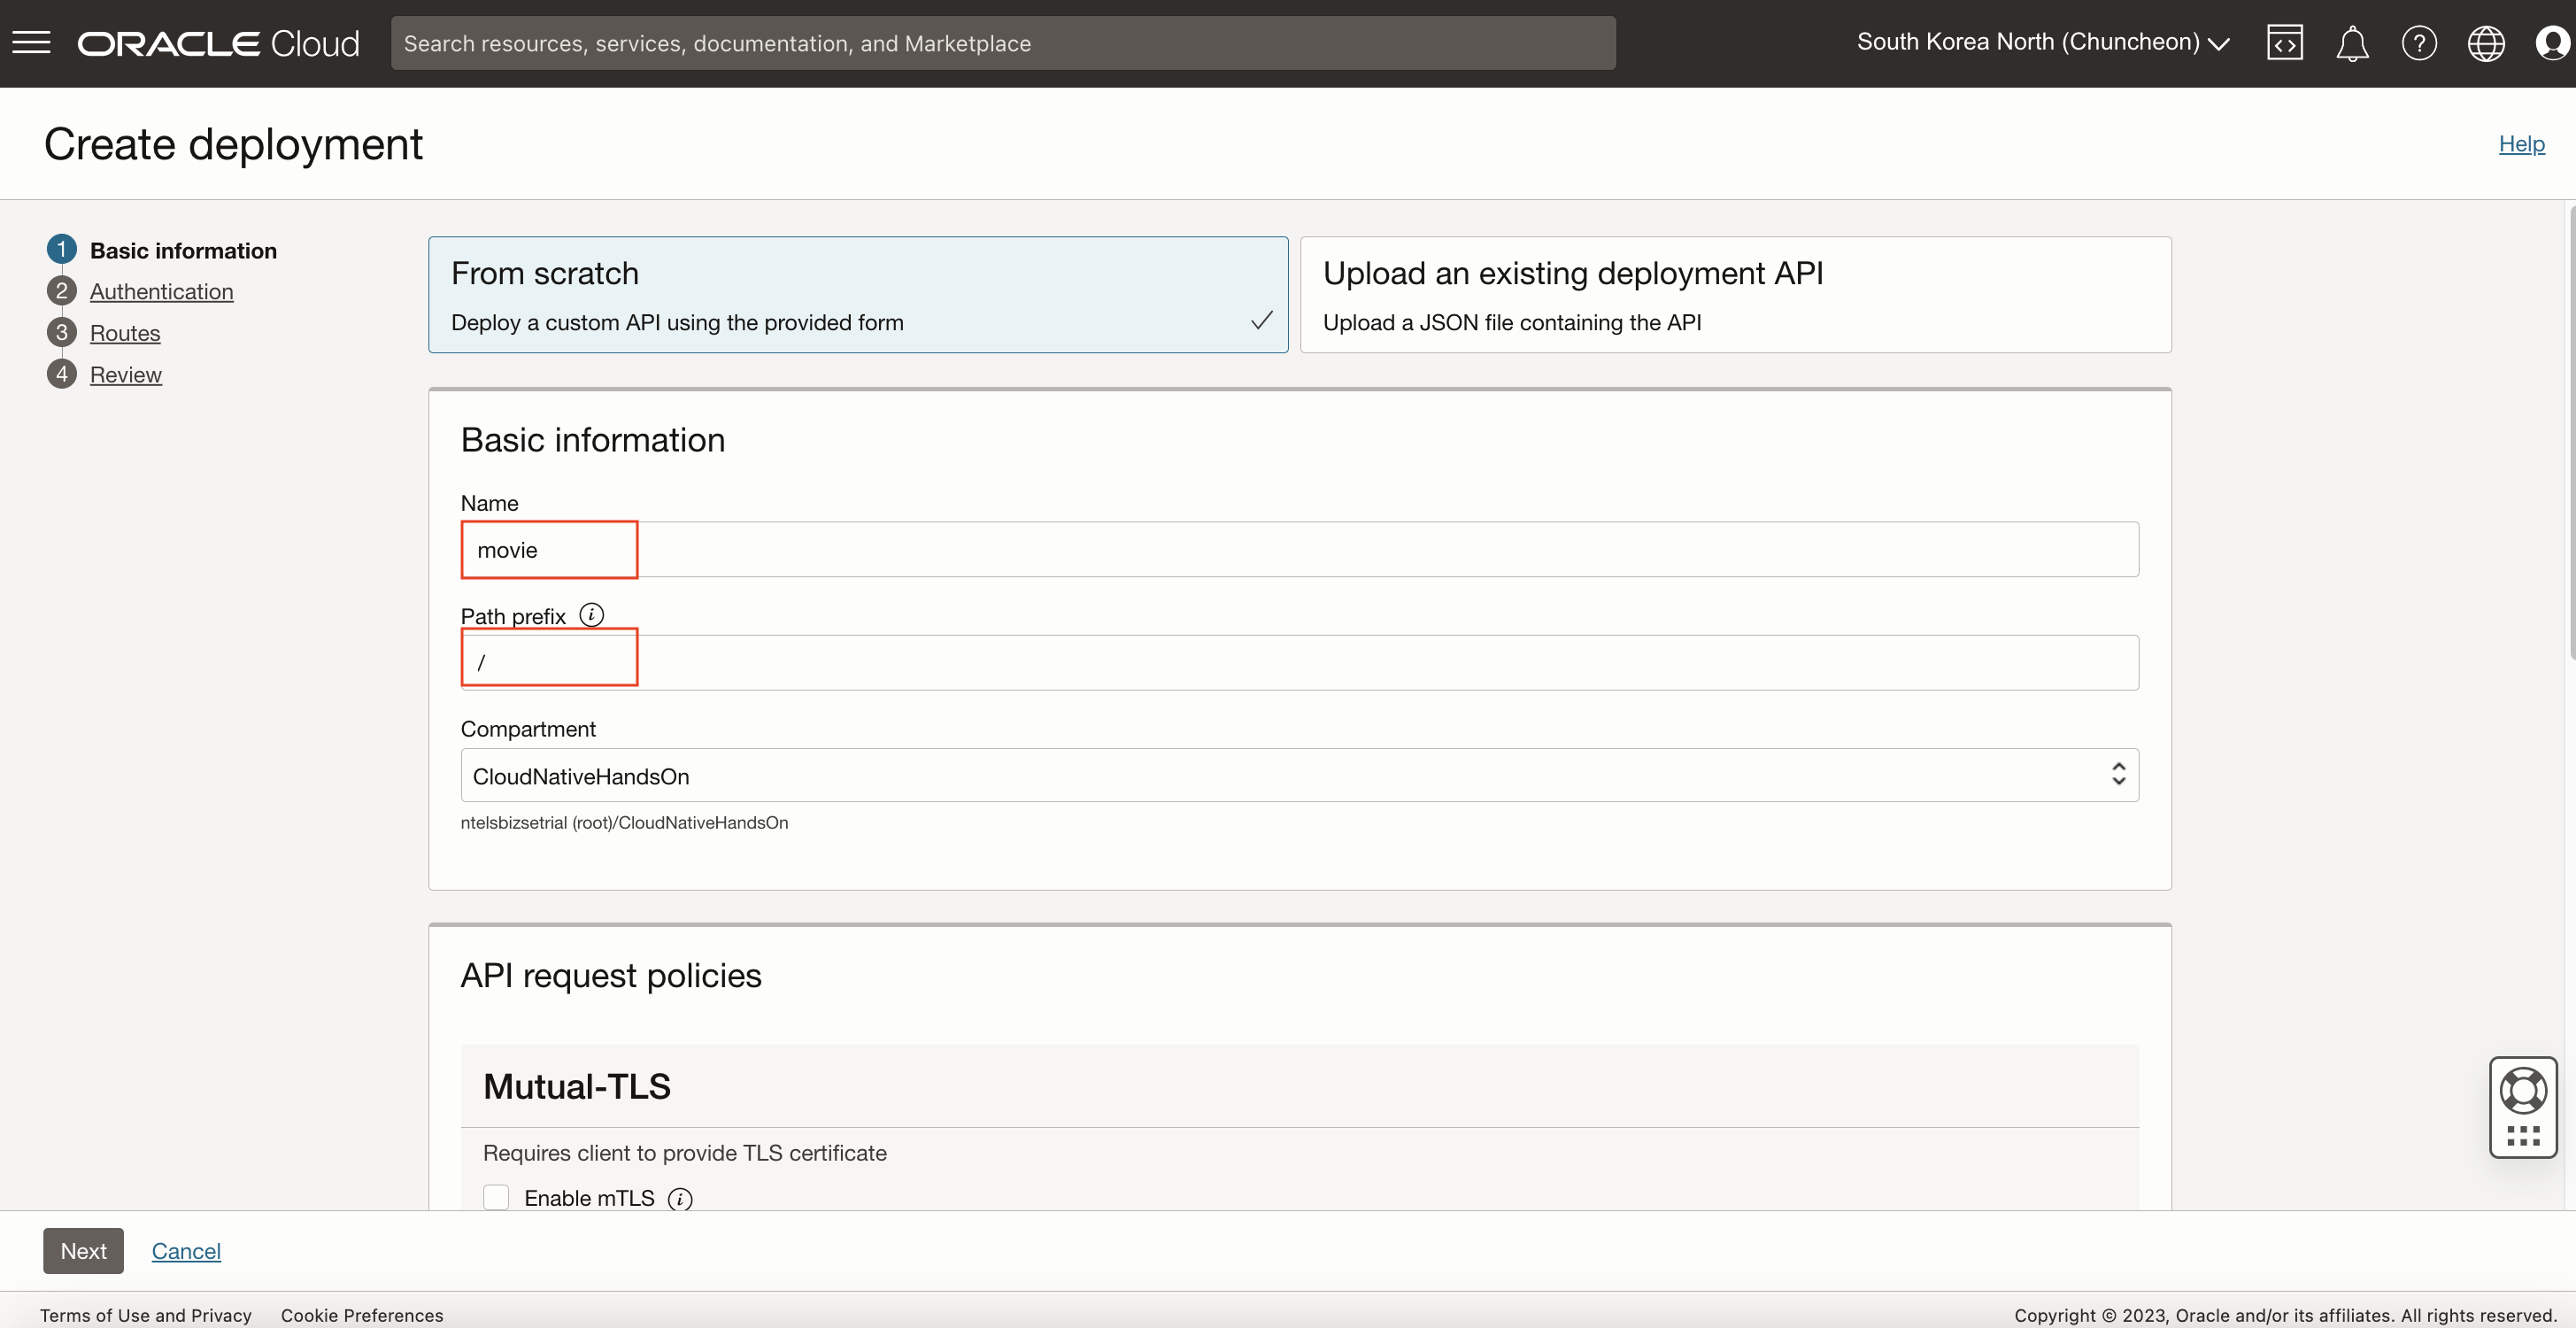 ORACLE Cloud
Search resources, services, documentation, and Marketplace
South Korea North (Chuncheon)
Create deployment
Help
1 Basic information
2 Authentication
3 Routes
4 Review
From scratch
Deploy a custom API using the provided form
Upload an existing deployment API
Upload a JSON file containing the API
Basic information
Name
movie
Path prefix
/
Compartment
CloudNativeHandsOn
ntelsbizsetrial (root)/CloudNativeHandsOn
API request policies
Mutual-TLS
Requires client to provide TLS certificate
Enable mTLS
Next
Cancel
Terms of Use and Privacy
Cookie Preferences
Copyright © 2023, Oracle and/or its affiliates. All rights reserved.